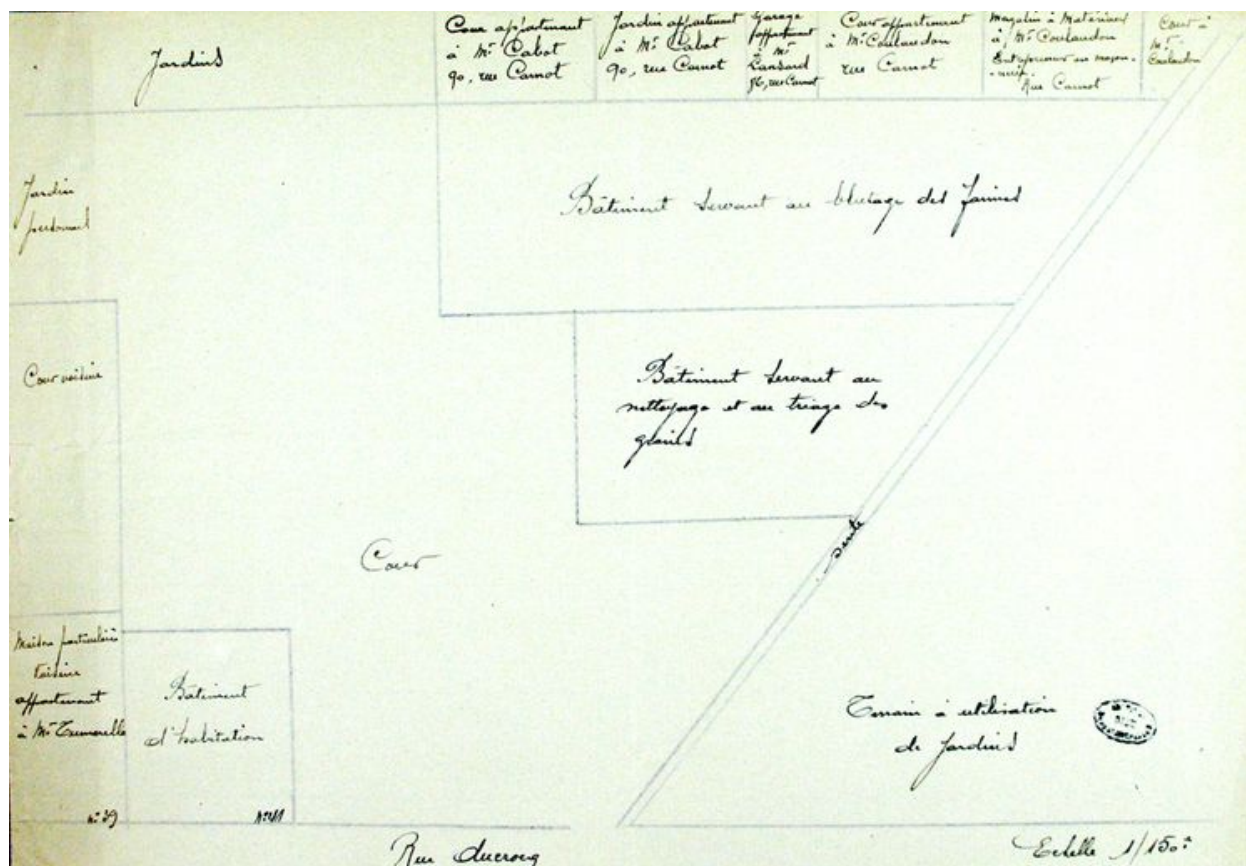 Jardins
Cour appartenant
à Mr Cabot
90, rue Carnot
Jardin appartenant
à Mr Cabot
90, rue Carnot
Garage
appartenant
à Mr
Lansard
86, rue Carnot
Cour appartenant
à Mr Coulaudon
rue Carnot
Magasin à Matériaux
à Mr Coulaudon
Entrepreneur en maçon-
-nerie
Rue Carnot
Cour à
Mr
Coulaudon
Jardin
personnel
Bâtiment servant au blutage des farines
Cour voisine
Bâtiment servant au
nettoyage et au triage des
grains
Cour
sente
Maison particulière
voisine
appartenant
à Mr
Bâtiment
d'habitation
Terrain à utilisation
de Jardins
n° 39
n° 41
Rue Ducrocq
Echelle 1/150e